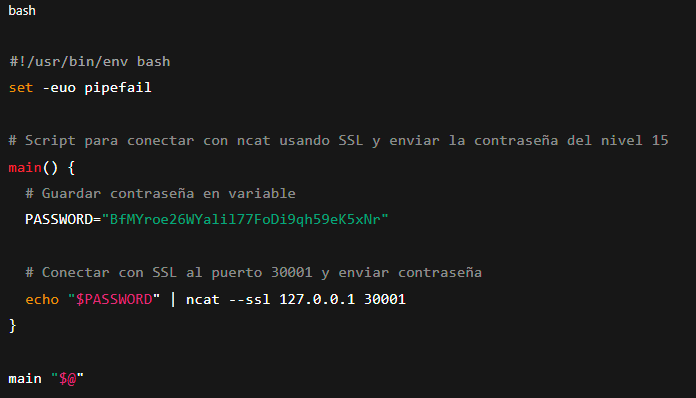 bash
#!/usr/bin/env bash
set -euo pipefail
# Script para conectar con ncat usando SSL y enviar la contraseña del nivel 15
main() {
# Guardar contraseña en variable
PASSWORD="BfMYroe26WYalil77FoDi9qh59eK5xNr"
# Conectar con SSL al puerto 30001 y enviar contraseña
echo "$PASSWORD" | ncat --ssl 127.0.0.1 30001
}
main "$@"